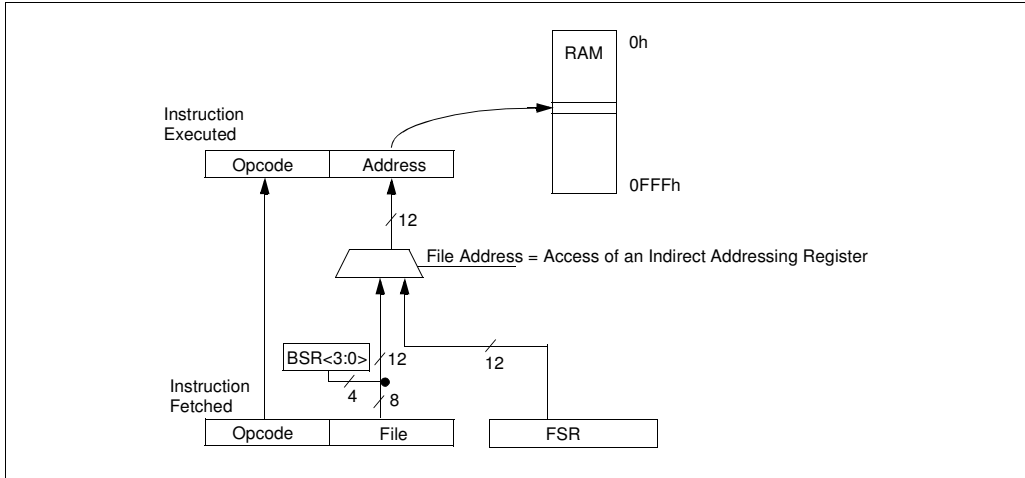 0h
RAM
Instruction
Executed
Opcode Address
0FFFh
12
File Address = Access of an Indirect Addressing Register
BSR<3:0>
12
12
4
8
Instruction
Fetched
Opcode File
FSR